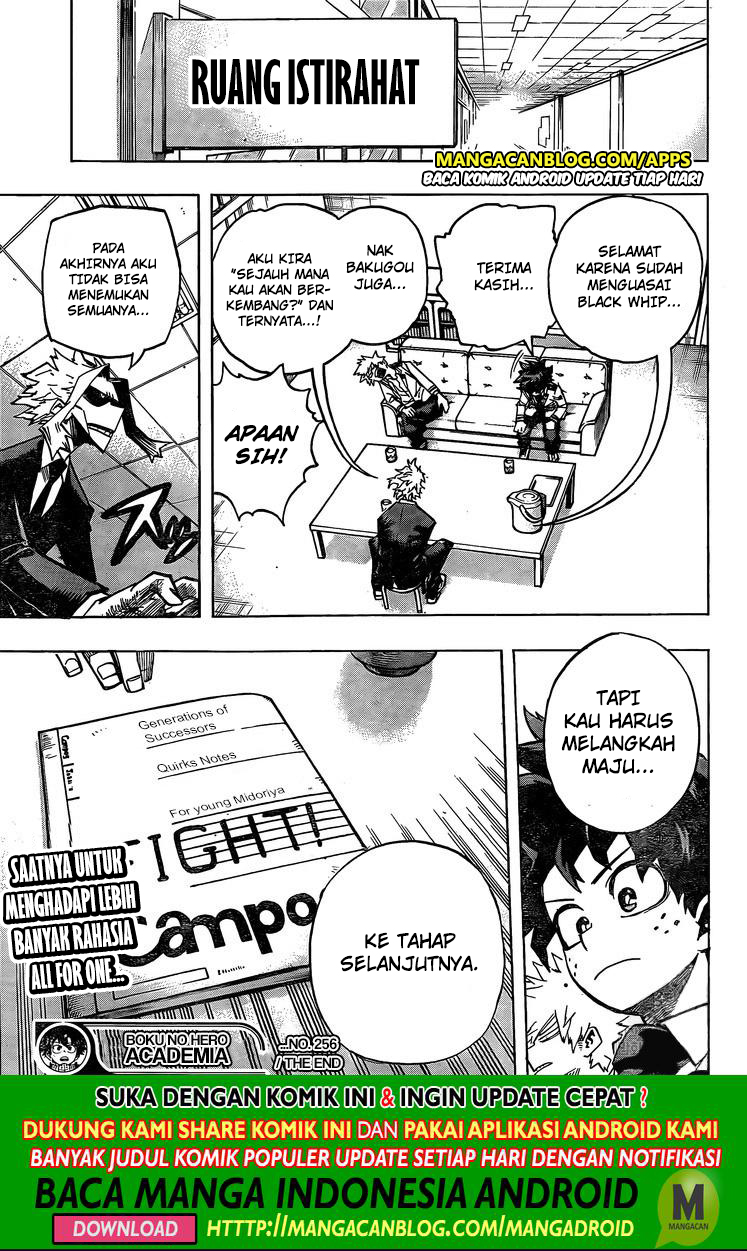 RUANG ISTIRAHAT
MANGACANBLOG.COM/APPS
BACA KOMIK ANDROID UPDATE TIAP HARI
SELAMAT
KARENA SUDAH
MENGUASAI
BLACK WHIP...
TERIMA
KASIH...
NAK
BAKUGOU
JUGA...
AKU KIRA
"SEJAUH MANA
KAU AKAN BER-
KEMBANG?" DAN
TERNYATA...!
APAAN
SIH!
PADA
AKHIRNYA AKU
TIDAK BISA
MENEMUKAN
SEMUANYA...
TAPI
KAU HARUS
MELANGKAH
MAJU...
Generations of
Successors
Quirks Notes
For young Midoriya
FIGHT!
Campus
KE TAHAP
SELANJUTNYA.
SAATNYA UNTUK
MENGHADAPI LEBIH
BANYAK RAHASIA
ALL FOR ONE...
BOKU NO HERO
ACADEMIA
...NO. 256
/ THE END
SUKA DENGAN KOMIK INI & INGIN UPDATE CEPAT ?
DUKUNG KAMI SHARE KOMIK INI DAN PAKAI APLIKASI ANDROID KAMI
BANYAK JUDUL KOMIK POPULER UPDATE SETIAP HARI DENGAN NOTIFIKASI
BACA MANGA INDONESIA ANDROID
DOWNLOAD
HTTTP://MANGACANBLOG.COM/MANGADROID
M
MANGACAN